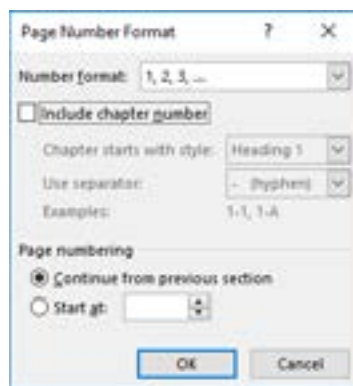 Page Number Format ? ×
Number format: 1, 2, 3, ...
Include chapter number
Chapter starts with style: Heading 1
Use separator: - (hyphen)
Examples: 1-1, 1-A
Page numbering
Continue from previous section
Start at:
OK Cancel